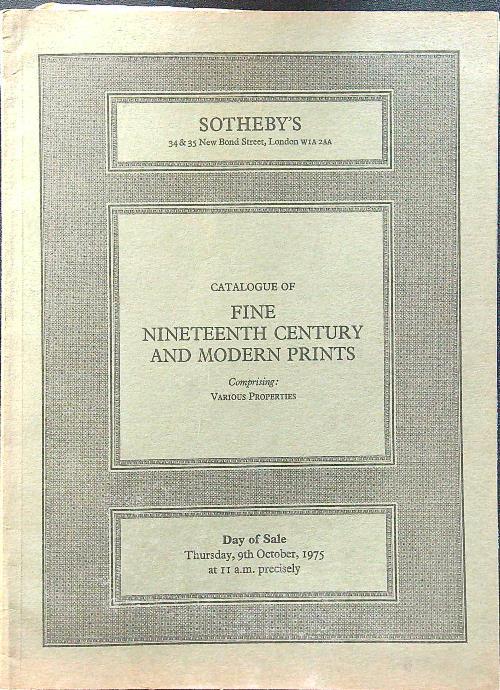 SOTHEBY'S
34 & 35 New Bond Street, London W1A 2AA
CATALOGUE OF
FINE
NINETEENTH CENTURY
AND MODERN PRINTS
Comprising:
VARIOUS PROPERTIES
Day of Sale
Thursday, 9th October, 1975
at 11 a.m. precisely